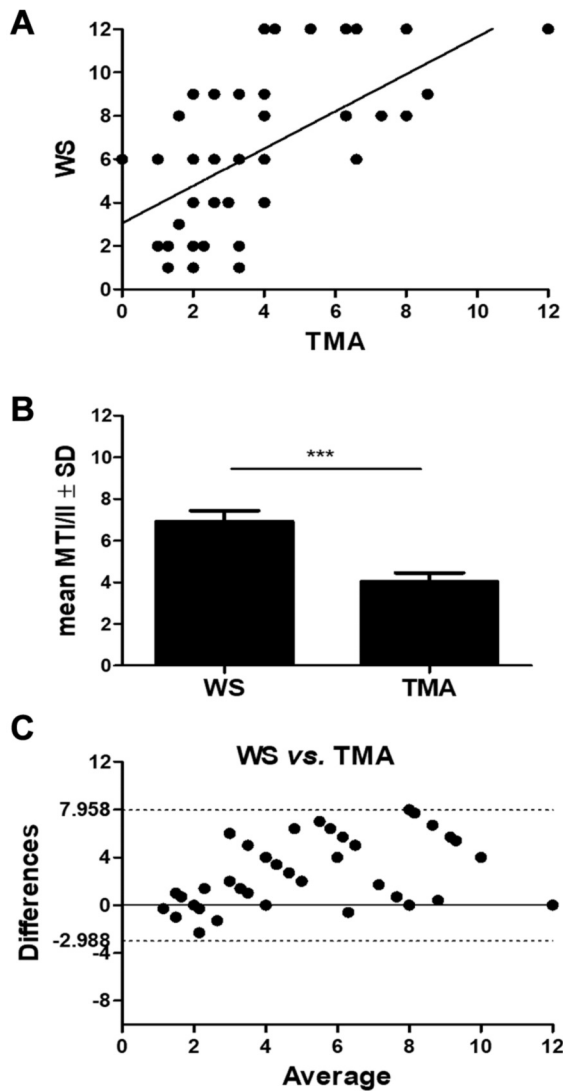 A
12
10
8
6
4
2
0
WS
0 2 4 6 8 10 12
TMA
B
12
10
8
6
4
2
0
mean MTI/II ± SD
***
WS TMA
C
WS vs. TMA
12
7.958
4
0
-2.988
-4
-8
Differences
0 2 4 6 8 10 12
Average